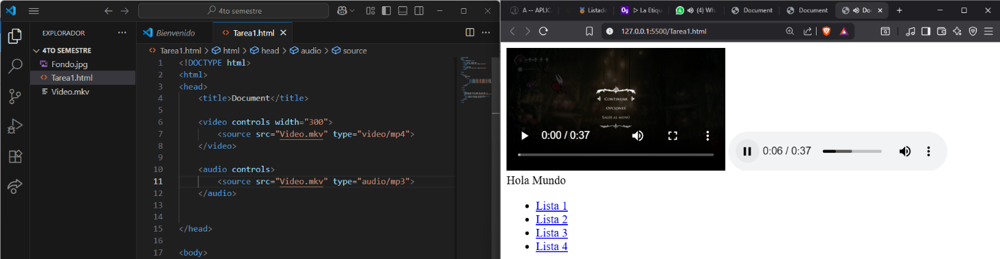 4to semestre
EXPLORADOR
4TO SEMESTRE
Fondo.jpg
Tarea1.html
Video.mkv
Bienvenido
Tarea1.html
Tarea1.html > html > head > audio > source
1 <!DOCTYPE html>
2 <html>
3 <head>
4 <title>Document</title>
5
6 <video controls width="300">
7 <source src="Video.mkv" type="video/mp4">
8 </video>
9
10 <audio controls>
11 <source src="Video.mkv" type="audio/mp3">
12 </audio>
13
14
15 </head>
16
17 <body>
A -- APLIC
Listado
Og
La Etiqu
(4) Wh
Document
Document
Do
127.0.0.1:5500/Tarea1.html
Continuar
Opciones
Salir al menú
0:00 / 0:37
0:06 / 0:37
Hola Mundo
Lista 1
Lista 2
Lista 3
Lista 4